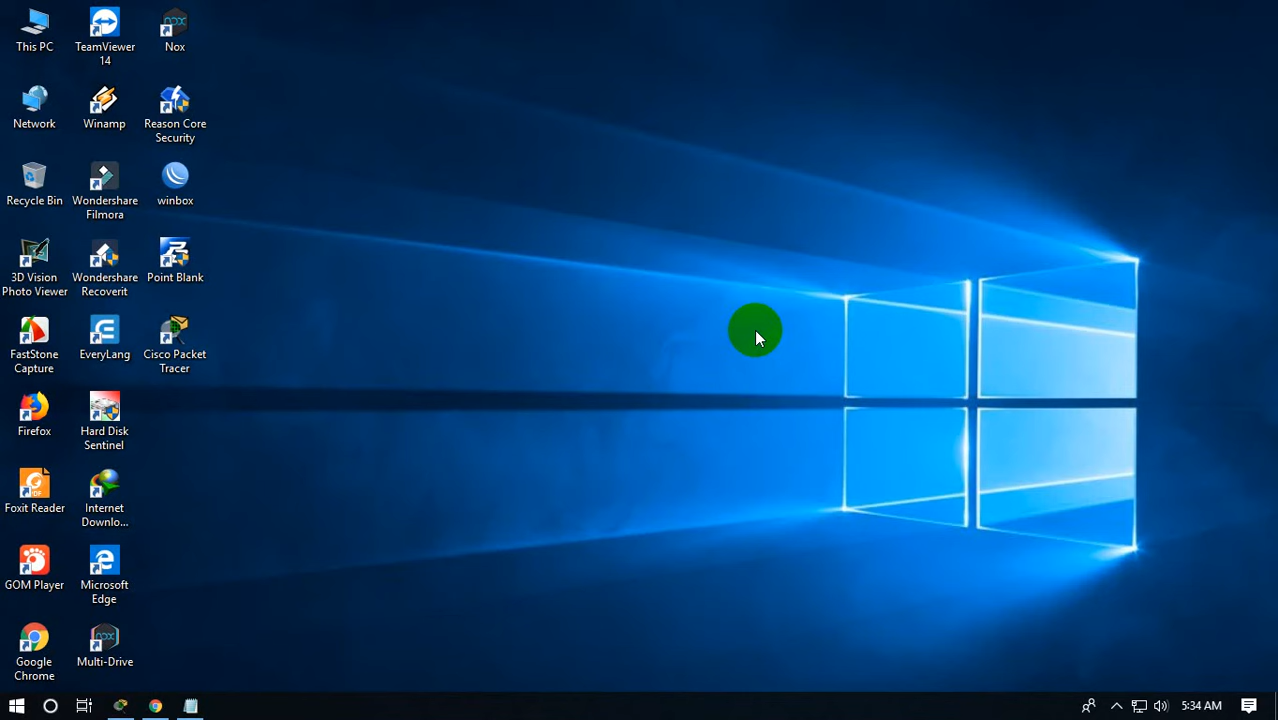 This PC
TeamViewer
14
Nox
Network
Winamp
Reason Core
Security
Recycle Bin
Wondershare
Filmora
winbox
3D Vision
Photo Viewer
Wondershare
Recoverit
Point Blank
FastStone
Capture
EveryLang
Cisco Packet
Tracer
Firefox
Hard Disk
Sentinel
Foxit Reader
Internet
Downlo...
GOM Player
Microsoft
Edge
Google
Chrome
Multi-Drive
5:34 AM